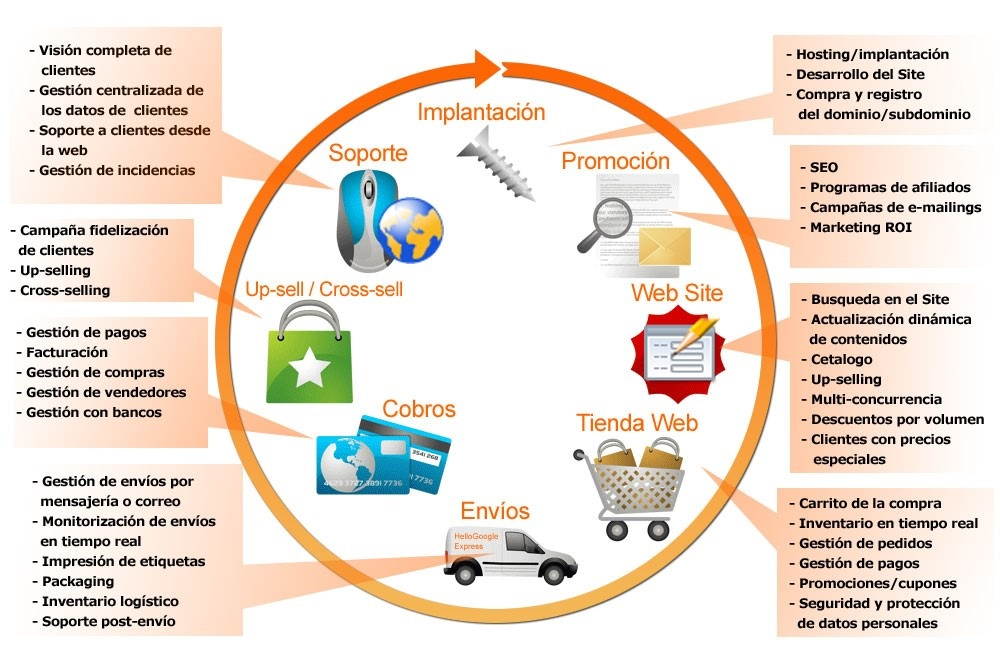 Implantación
- Hosting/implantación
- Desarrollo del Site
- Compra y registro
del dominio/subdominio
Promoción
- SEO
- Programas de afiliados
- Campañas de e-mailings
- Marketing ROI
Web Site
- Busqueda en el Site
- Actualización dinámica
de contenidos
- Cetalogo
- Up-selling
- Multi-concurrencia
- Descuentos por volumen
- Clientes con precios
especiales
Tienda Web
- Carrito de la compra
- Inventario en tiempo real
- Gestión de pedidos
- Gestión de pagos
- Promociones/cupones
- Seguridad y protección
de datos personales
Envíos
HelloGoogle
Express
- Gestión de envíos por
mensajería o correo
- Monitorización de envíos
en tiempo real
- Impresión de etiquetas
- Packaging
- Inventario logístico
- Soporte post-envío
Cobros
- Gestión de pagos
- Facturación
- Gestión de compras
- Gestión de vendedores
- Gestión con bancos
Up-sell / Cross-sell
- Campaña fidelización
de clientes
- Up-selling
- Cross-selling
Soporte
- Visión completa de
clientes
- Gestión centralizada de
los datos de clientes
- Soporte a clientes desde
la web
- Gestión de incidencias